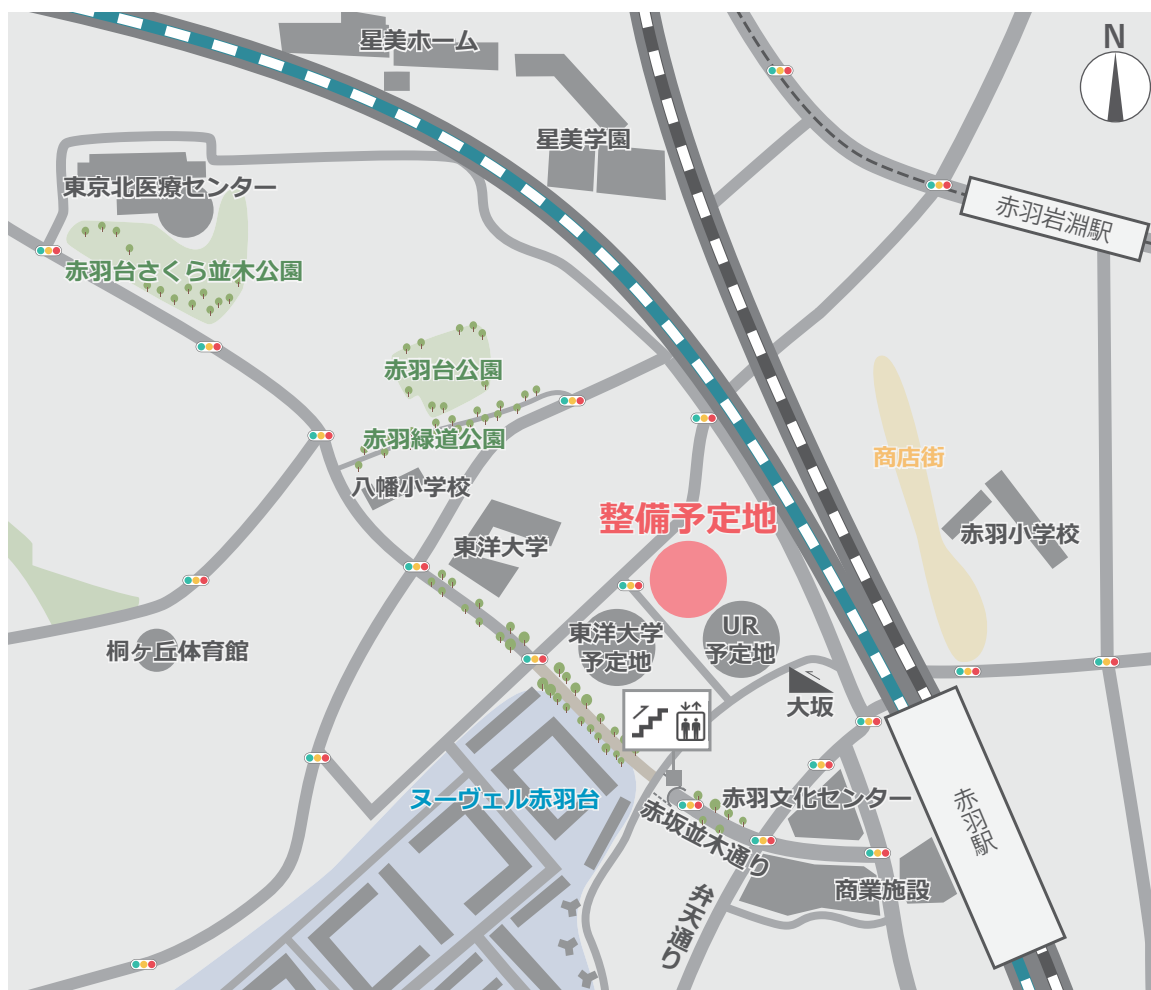 星美ホーム
N
星美学園
東京北医療センター
赤羽岩淵駅
赤羽台さくら並木公園
赤羽台公園
赤羽緑道公園
商店街
八幡小学校
整備予定地
東洋大学
赤羽小学校
東洋大学
予定地
UR
予定地
桐ヶ丘体育館
大坂
ヌーヴェル赤羽台
赤羽文化センター
赤坂並木通り
赤羽駅
商業施設
弁天通り